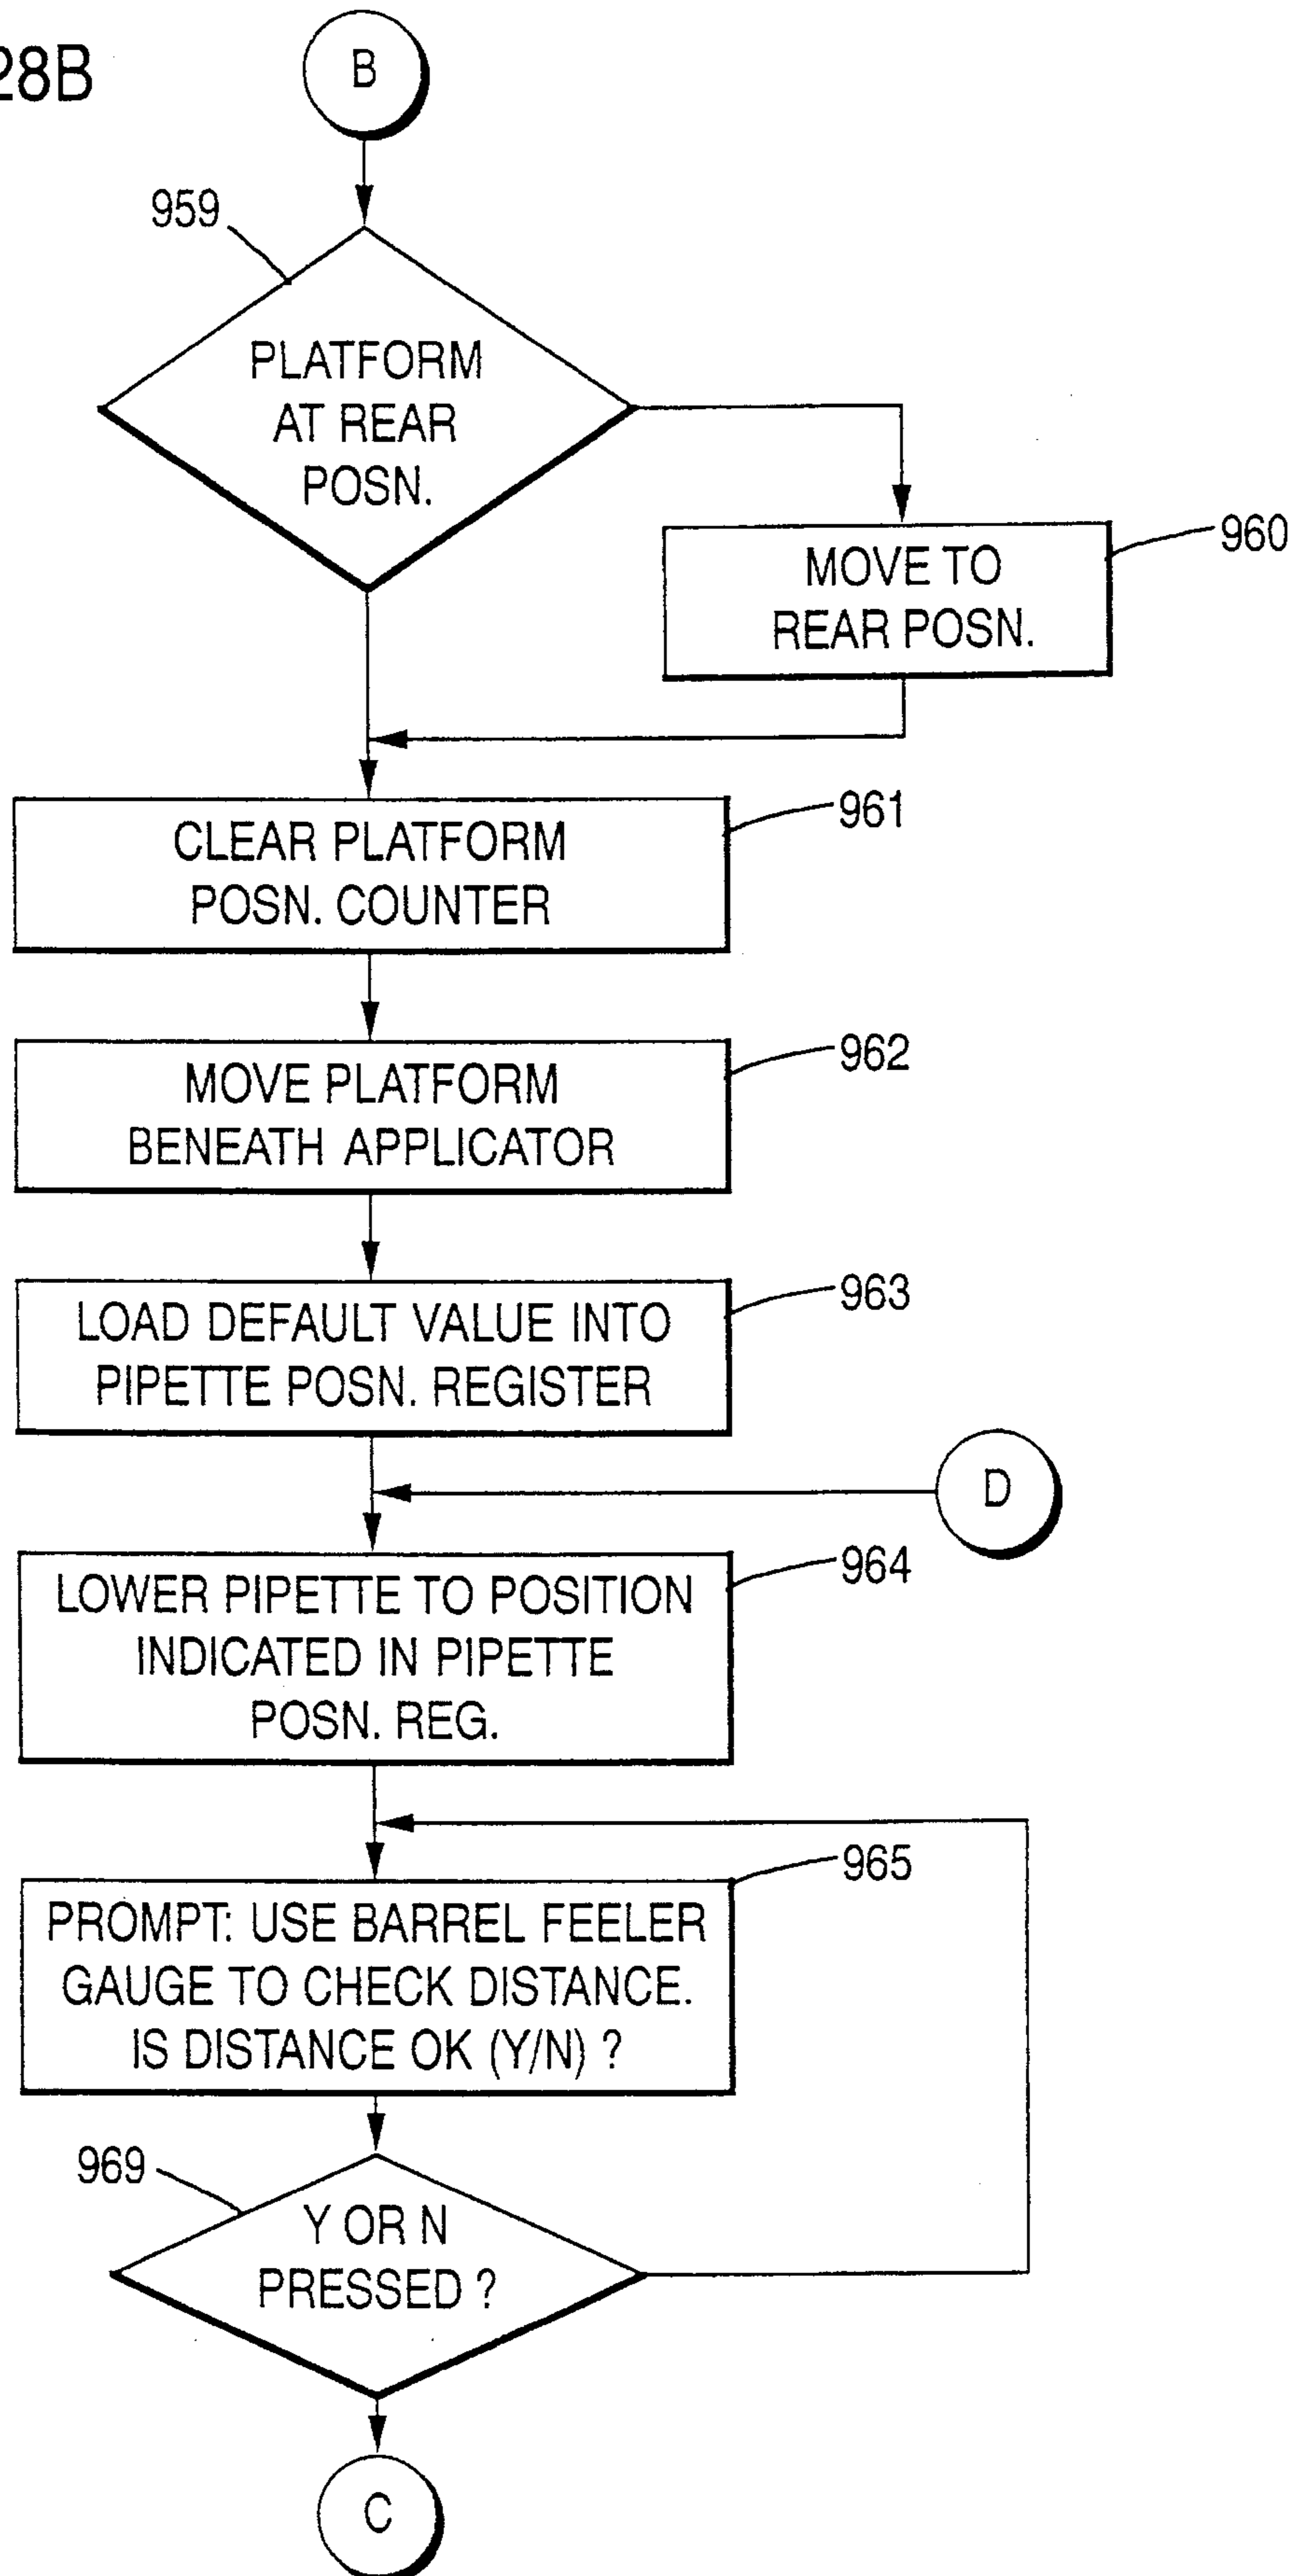 28B
B
959
PLATFORM
AT REAR
POSN.
960
MOVE TO
REAR POSN.
961
CLEAR PLATFORM
POSN. COUNTER
962
MOVE PLATFORM
BENEATH APPLICATOR
963
LOAD DEFAULT VALUE INTO
PIPETTE POSN. REGISTER
D
964
LOWER PIPETTE TO POSITION
INDICATED IN PIPETTE
POSN. REG.
965
PROMPT: USE BARREL FEELER
GAUGE TO CHECK DISTANCE.
IS DISTANCE OK (Y/N) ?
969
Y OR N
PRESSED ?
C